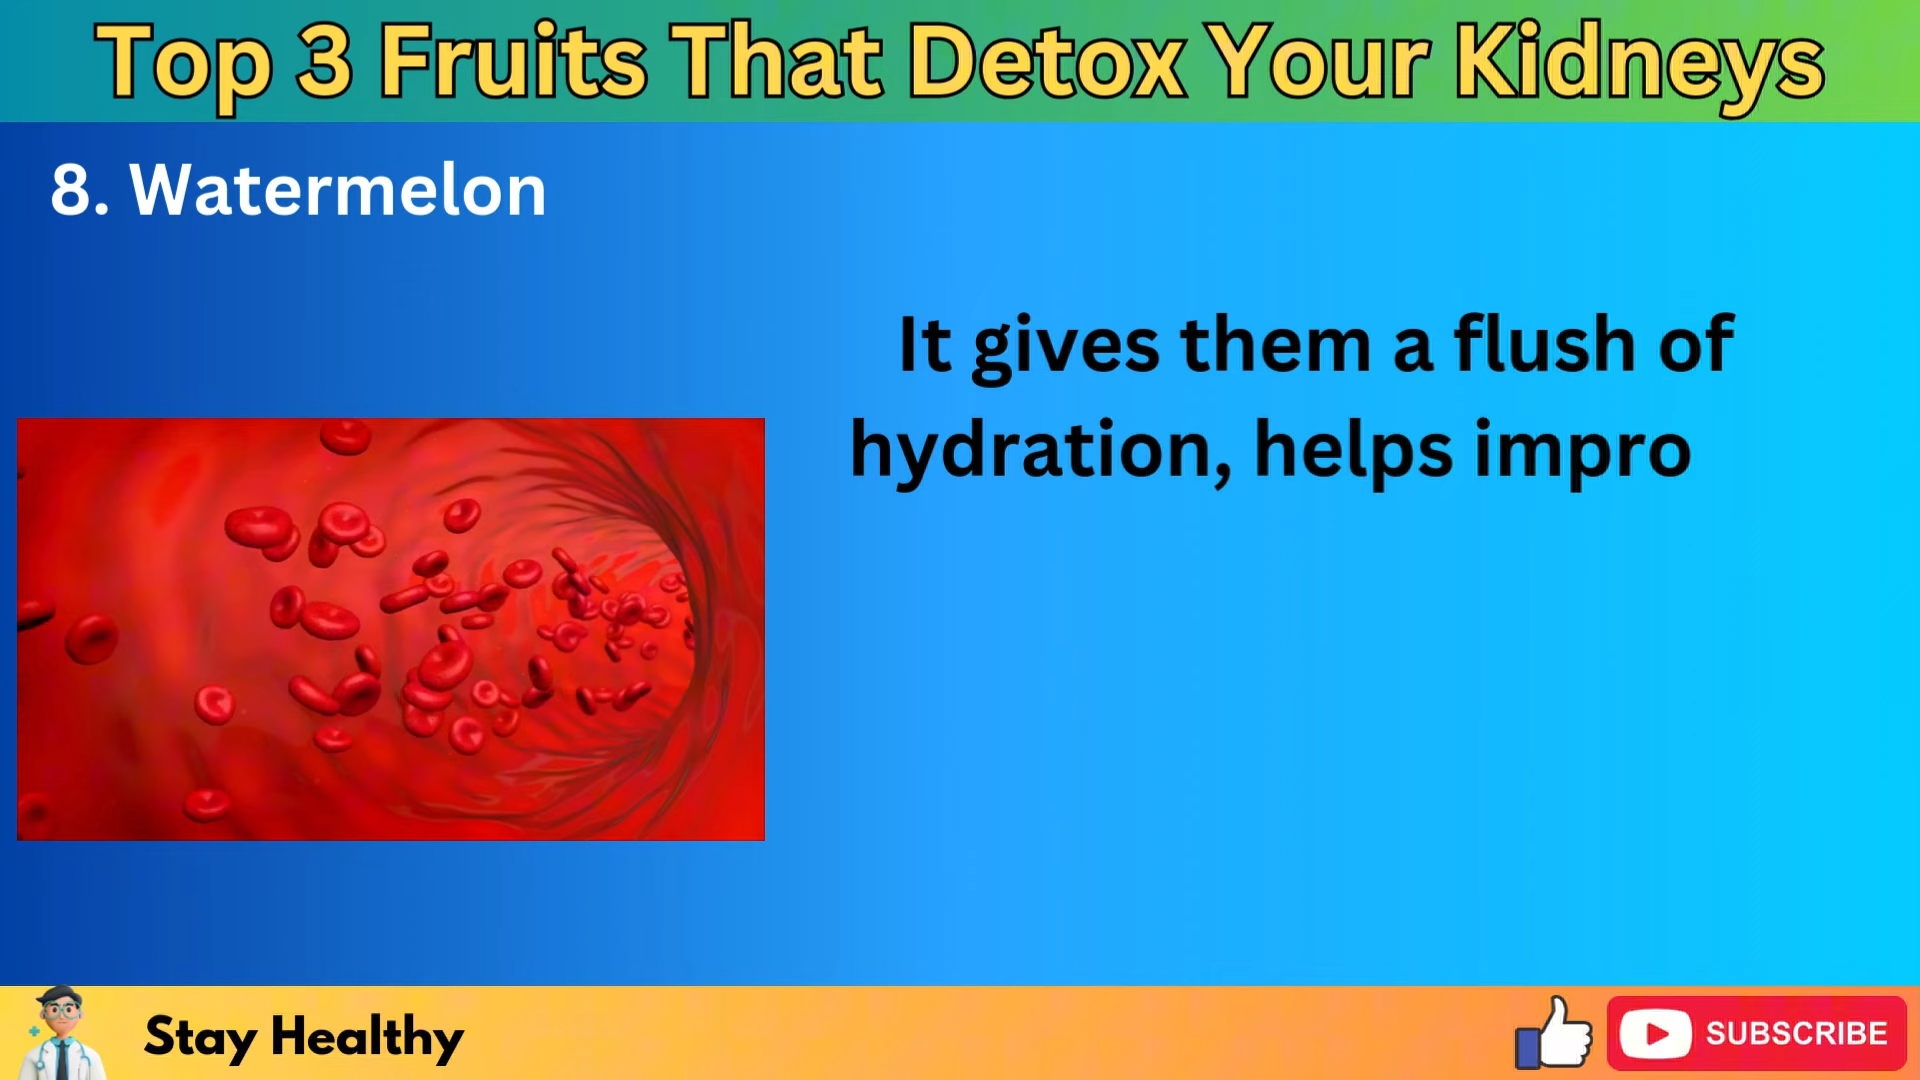 Top 3 Fruits That Detox Your Kidneys
8. Watermelon
It gives them a flush of
hydration, helps impro
Stay Healthy
SUBSCRIBE